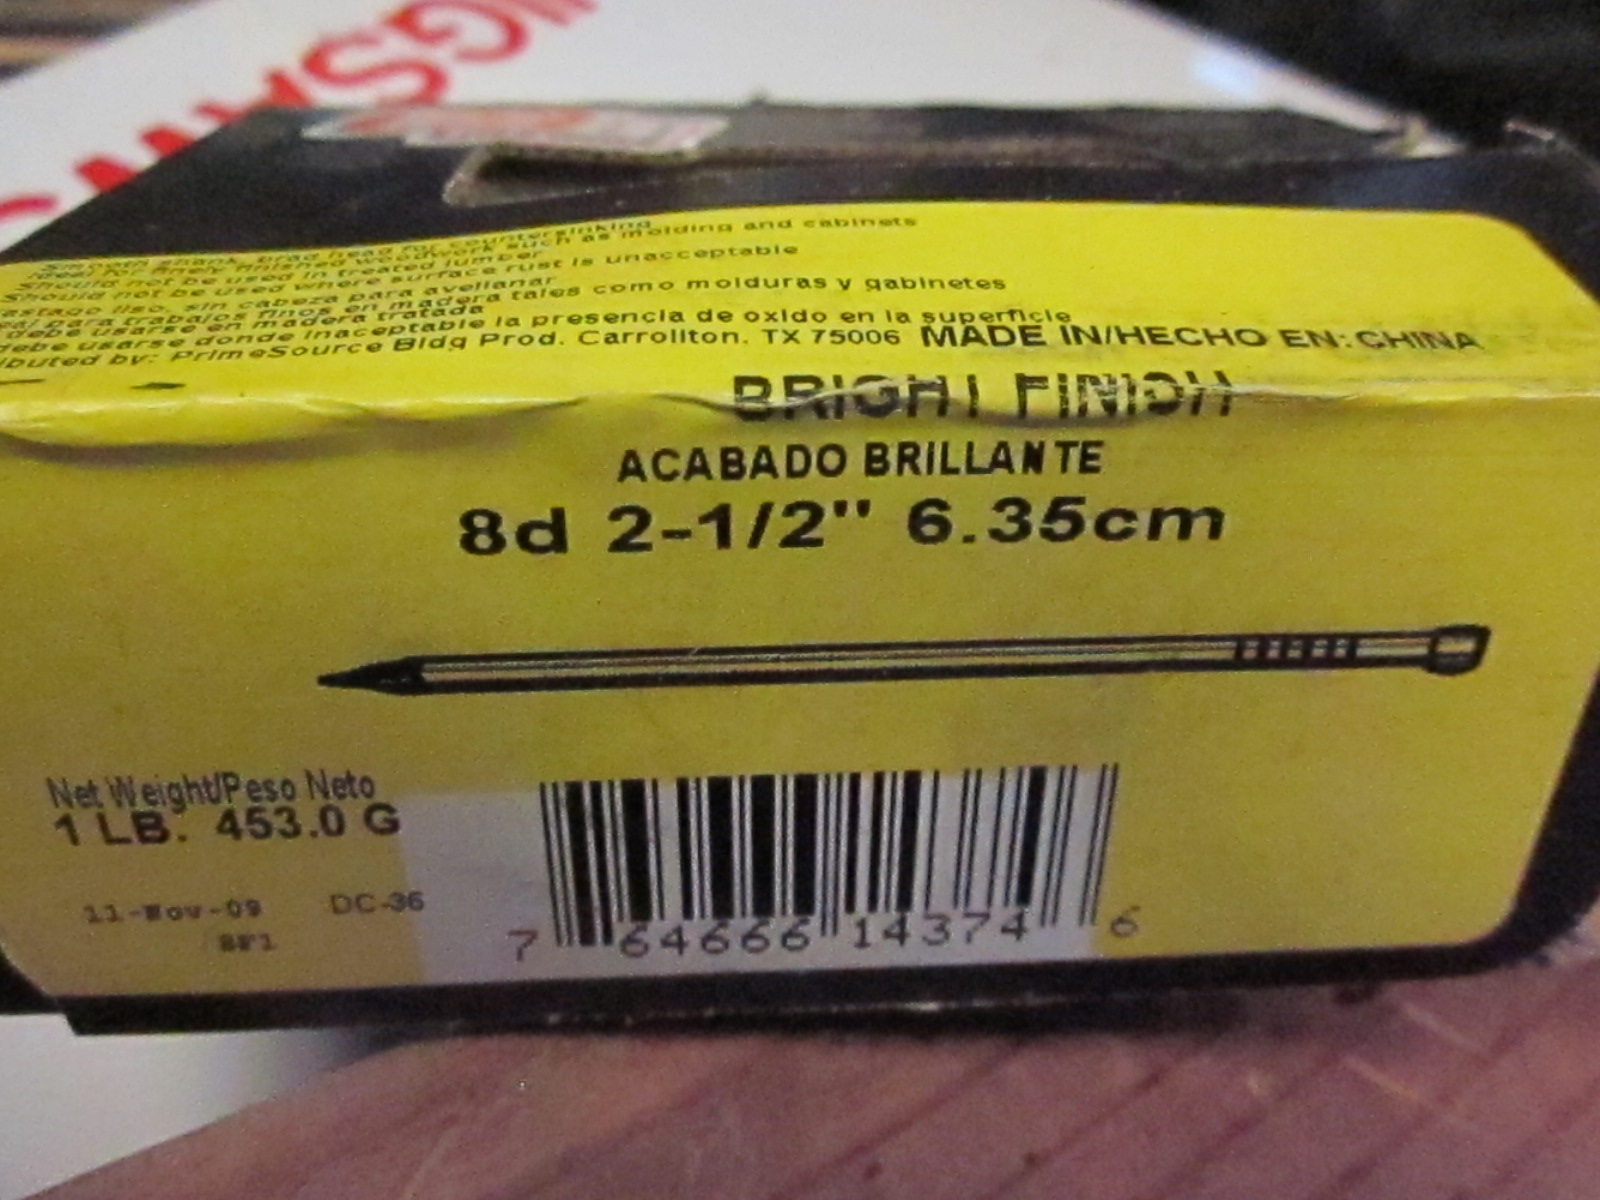 Smooth shank, brad head for countersinking
Ideal for finely finished woodwork such as molding and cabinets
Should not be used in treated lumber
Should not be used where surface rust is unacceptable
astago liso, sin cabeza para avellanar
eal para trabajos finos en madera tales como molduras y gabinetes
debe usarse en madera tratada
debe usarse donde inaceptable la presencia de oxido en la superficie
ibuted by: PrimeSource Bldg Prod. Carrollton, TX 75006 MADE IN/HECHO EN: CHINA
BRIGHT FINISH
ACABADO BRILLANTE
8d 2-1/2" 6.35cm
Net Weight/Peso Neto
1 LB. 453.0 G
11-Nov-09 DC-36
7 64666 14374 6